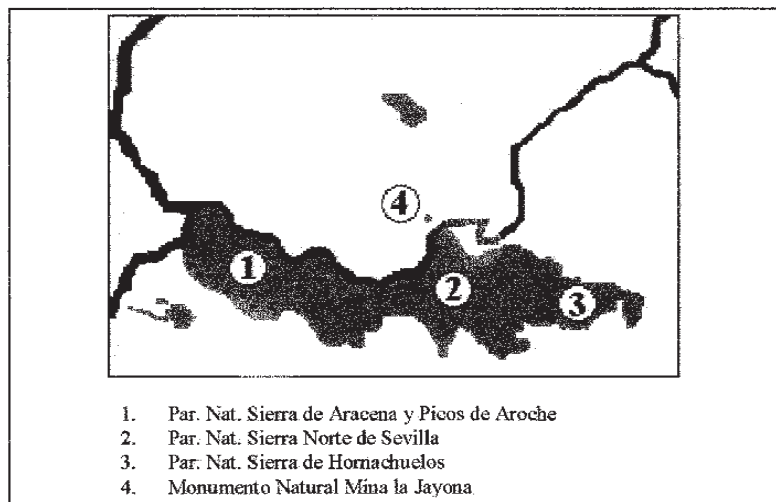 4
1
2
3
1. Par. Nat. Sierra de Aracena y Picos de Aroche
2. Par. Nat. Sierra Norte de Sevilla
3. Par. Nat. Sierra de Hornachuelos
4. Monumento Natural Mina la Jayona